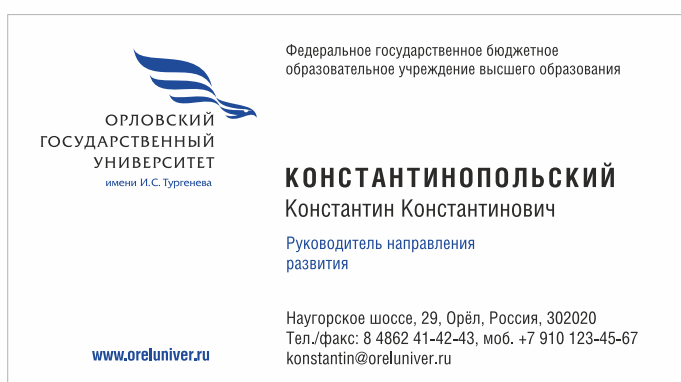 ОРЛОВСКИЙ
ГОСУДАРСТВЕННЫЙ
УНИВЕРСИТЕТ
имени И.С. Тургенева
www.oreluniver.ru
Федеральное государственное бюджетное
образовательное учреждение высшего образования
КОНСТАНТИНОПОЛЬСКИЙ
Константин Константинович
Руководитель направления
развития
Наугорское шоссе, 29, Орёл, Россия, 302020
Тел./факс: 8 4862 41-42-43, моб. +7 910 123-45-67
konstantin@oreluniver.ru